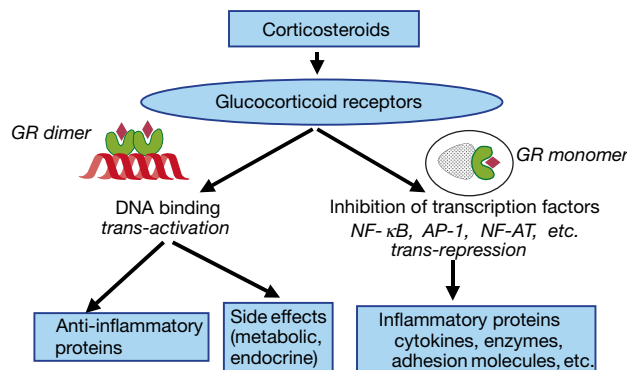 Corticosteroids
Glucocorticoid receptors
GR dimer
GR monomer
DNA binding
trans-activation
Inhibition of transcription factors
NF- κB, AP-1, NF-AT, etc.
trans-repression
Anti-inflammatory
proteins
Side effects
(metabolic,
endocrine)
Inflammatory proteins
cytokines, enzymes,
adhesion molecules, etc.